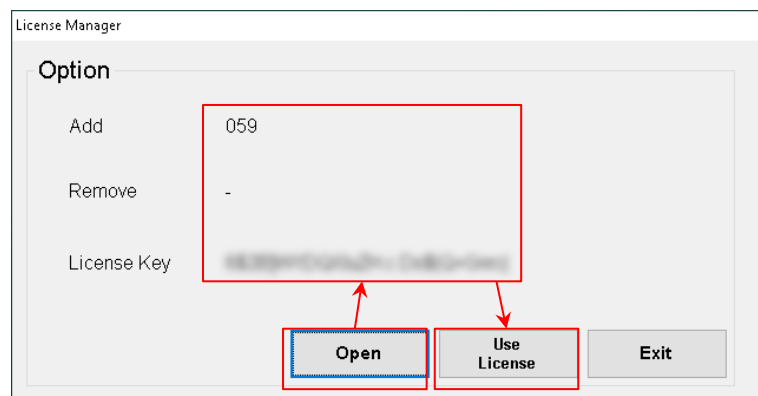 License Manager
Option
Add 059
Remove -
License Key
Open
Use
License
Exit